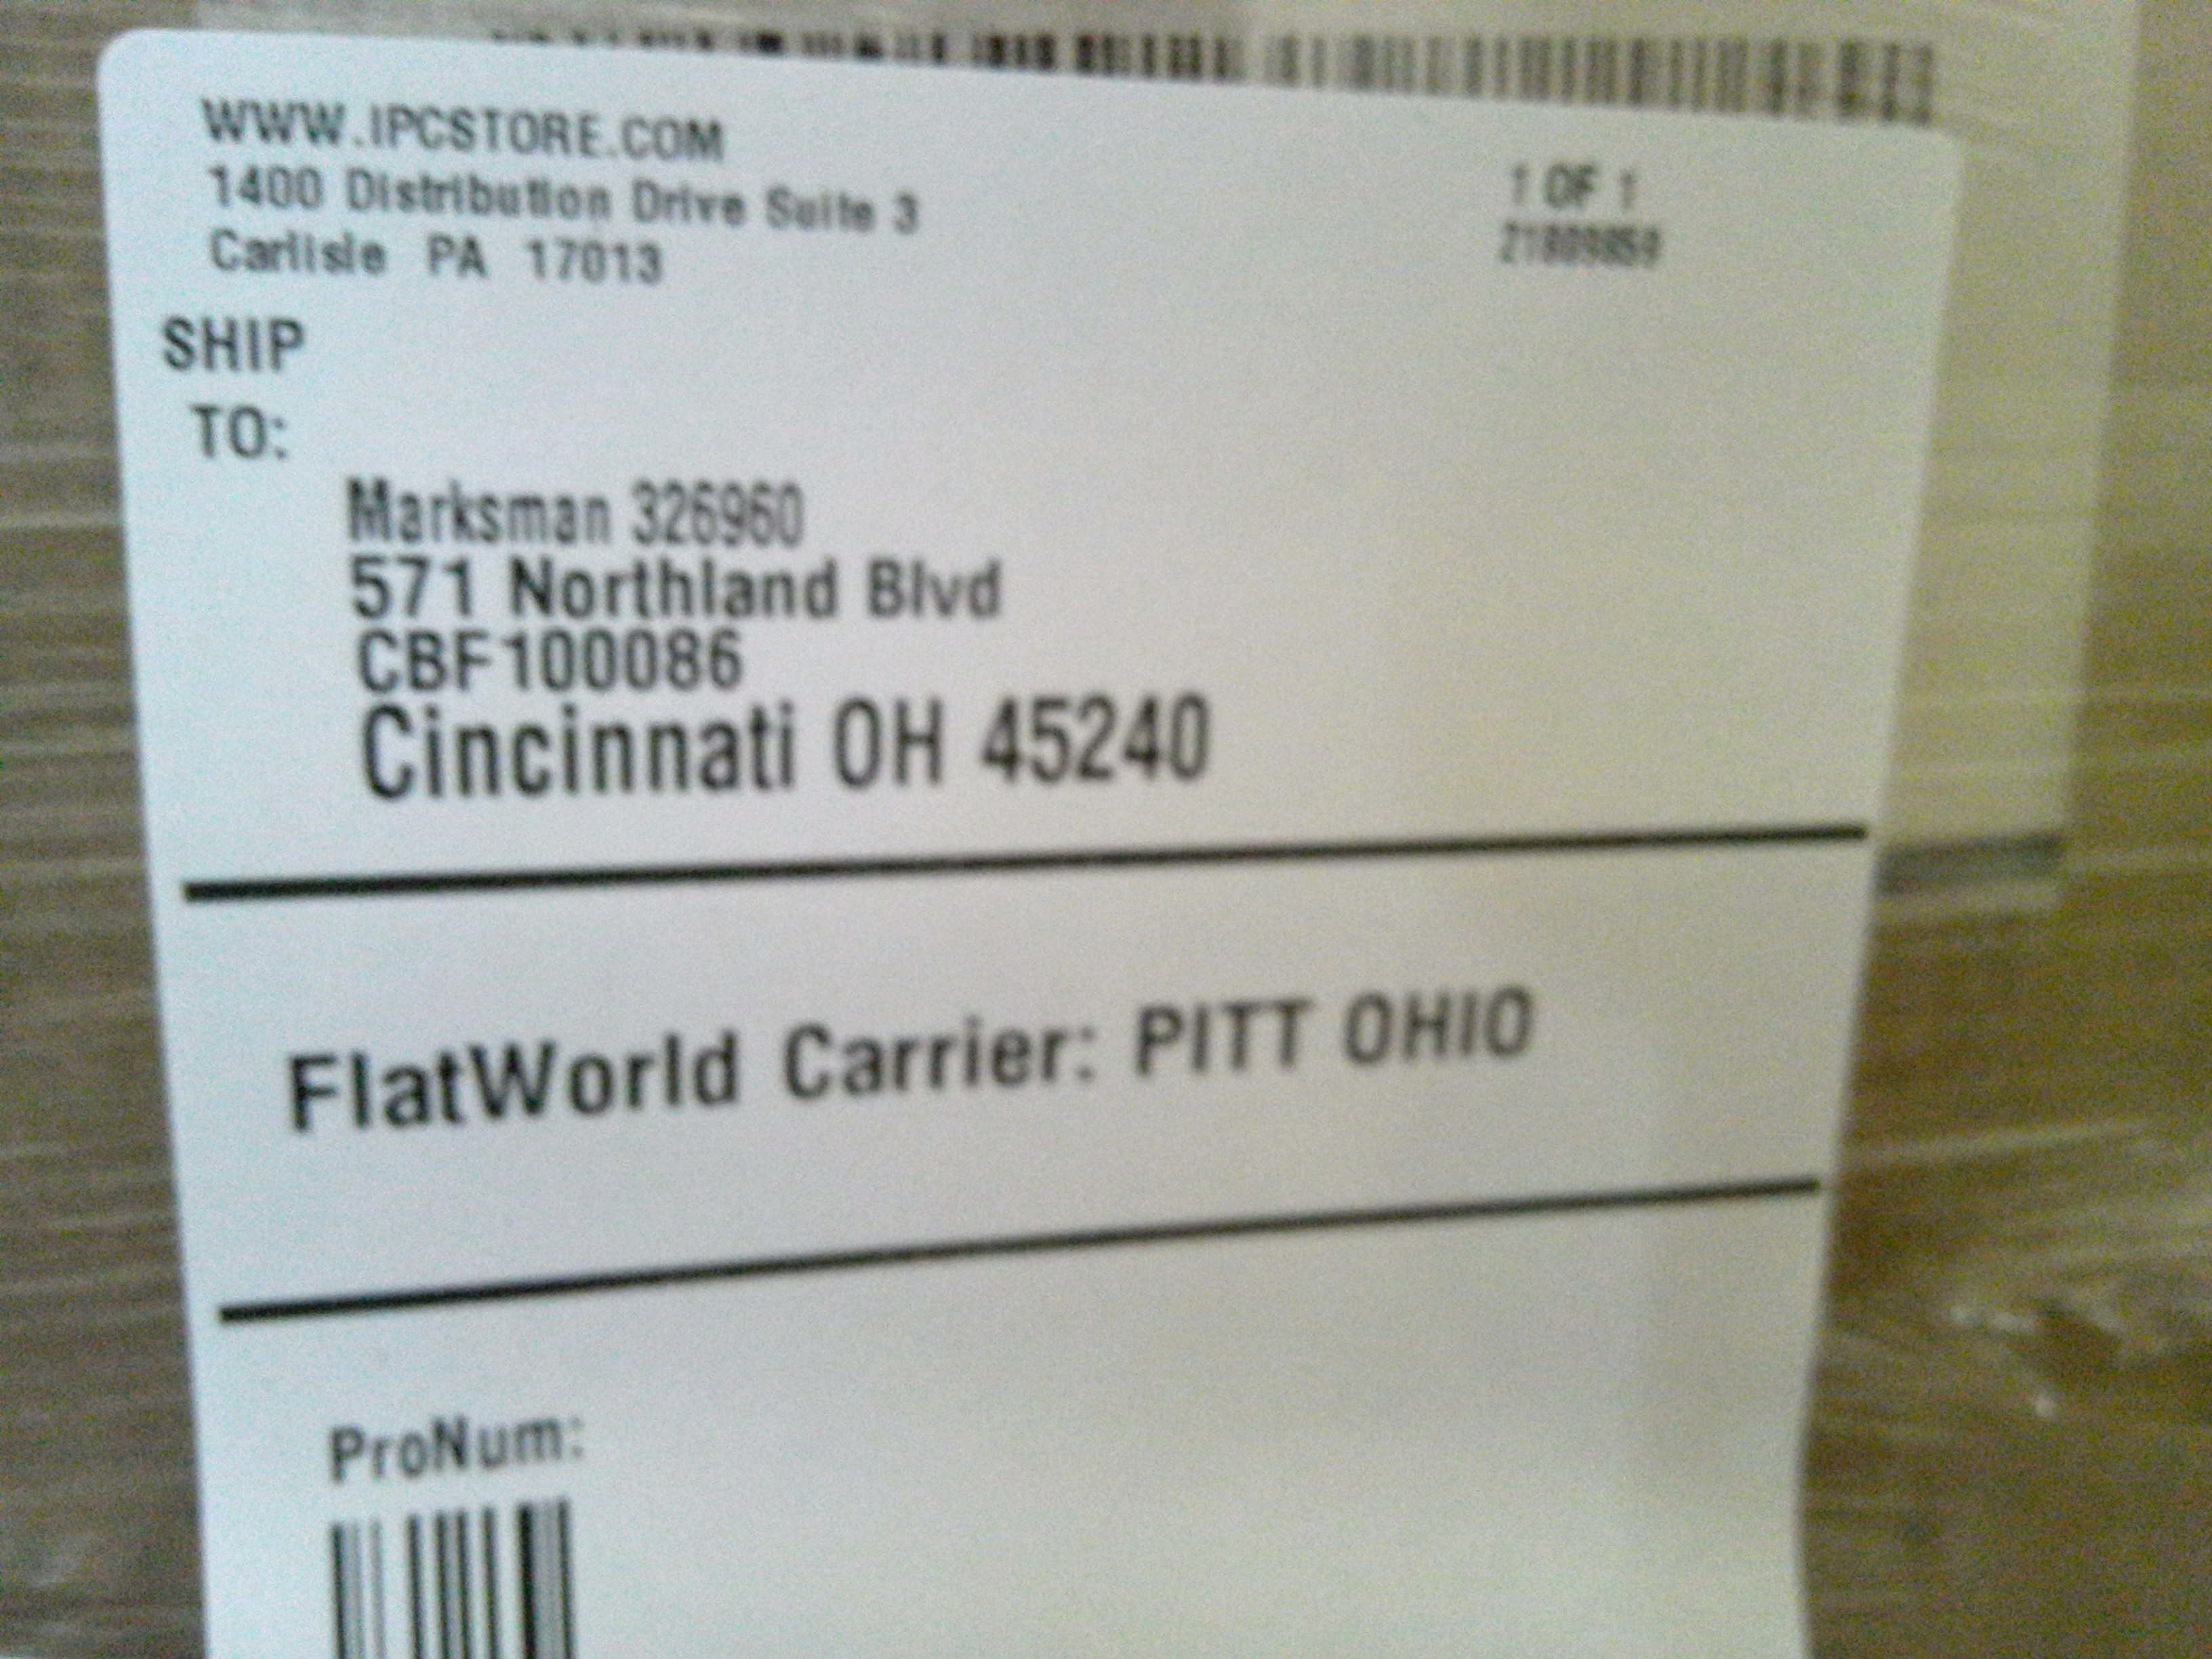 WWW.IPCSTORE.COM
1400 Distribution Drive Suite 3
Carlisle PA 17013
1 OF 1
SHIP
TO:
Marksman 326960
571 Northland Blvd
CBF100086
Cincinnati OH 45240
FlatWorld Carrier: PITT OHIO
ProNum: